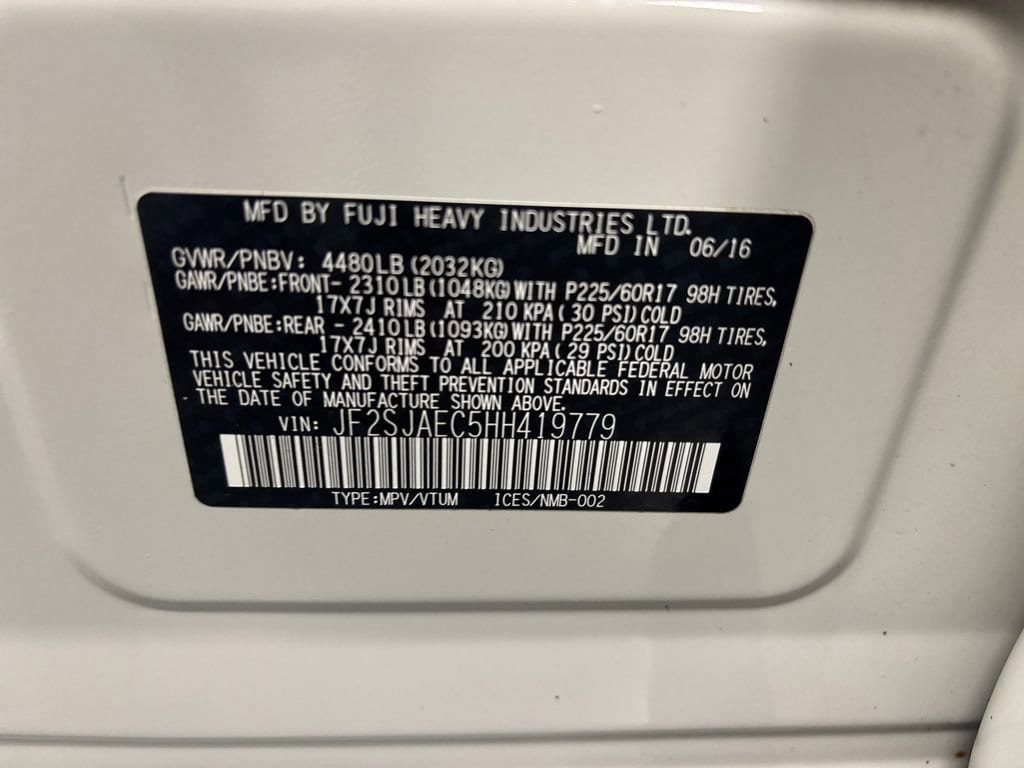 MFD BY FUJI HEAVY INDUSTRIES LTD.
MFD IN 06/16
GVWR/PNBV: 4480LB (2032KG)
GAWR/PNBE:FRONT- 2310LB (1048KG) WITH P225/60R17 98H TIRES,
17X7J RIMS AT 210 KPA ( 30 PSI) COLD
GAWR/PNBE:REAR - 2410LB (1093KG) WITH P225/60R17 98H TIRES,
17X7J RIMS AT 200 KPA (29 PSI) COLD
THIS VEHICLE CONFORMS TO ALL APPLICABLE FEDERAL MOTOR
VEHICLE SAFETY AND THEFT PREVENTION STANDARDS IN EFFECT ON
THE DATE OF MANUFACTURE SHOWN ABOVE.
VIN: JF2SJAEC5HH419779
TYPE:MPV/VTUM ICES/NMB-002